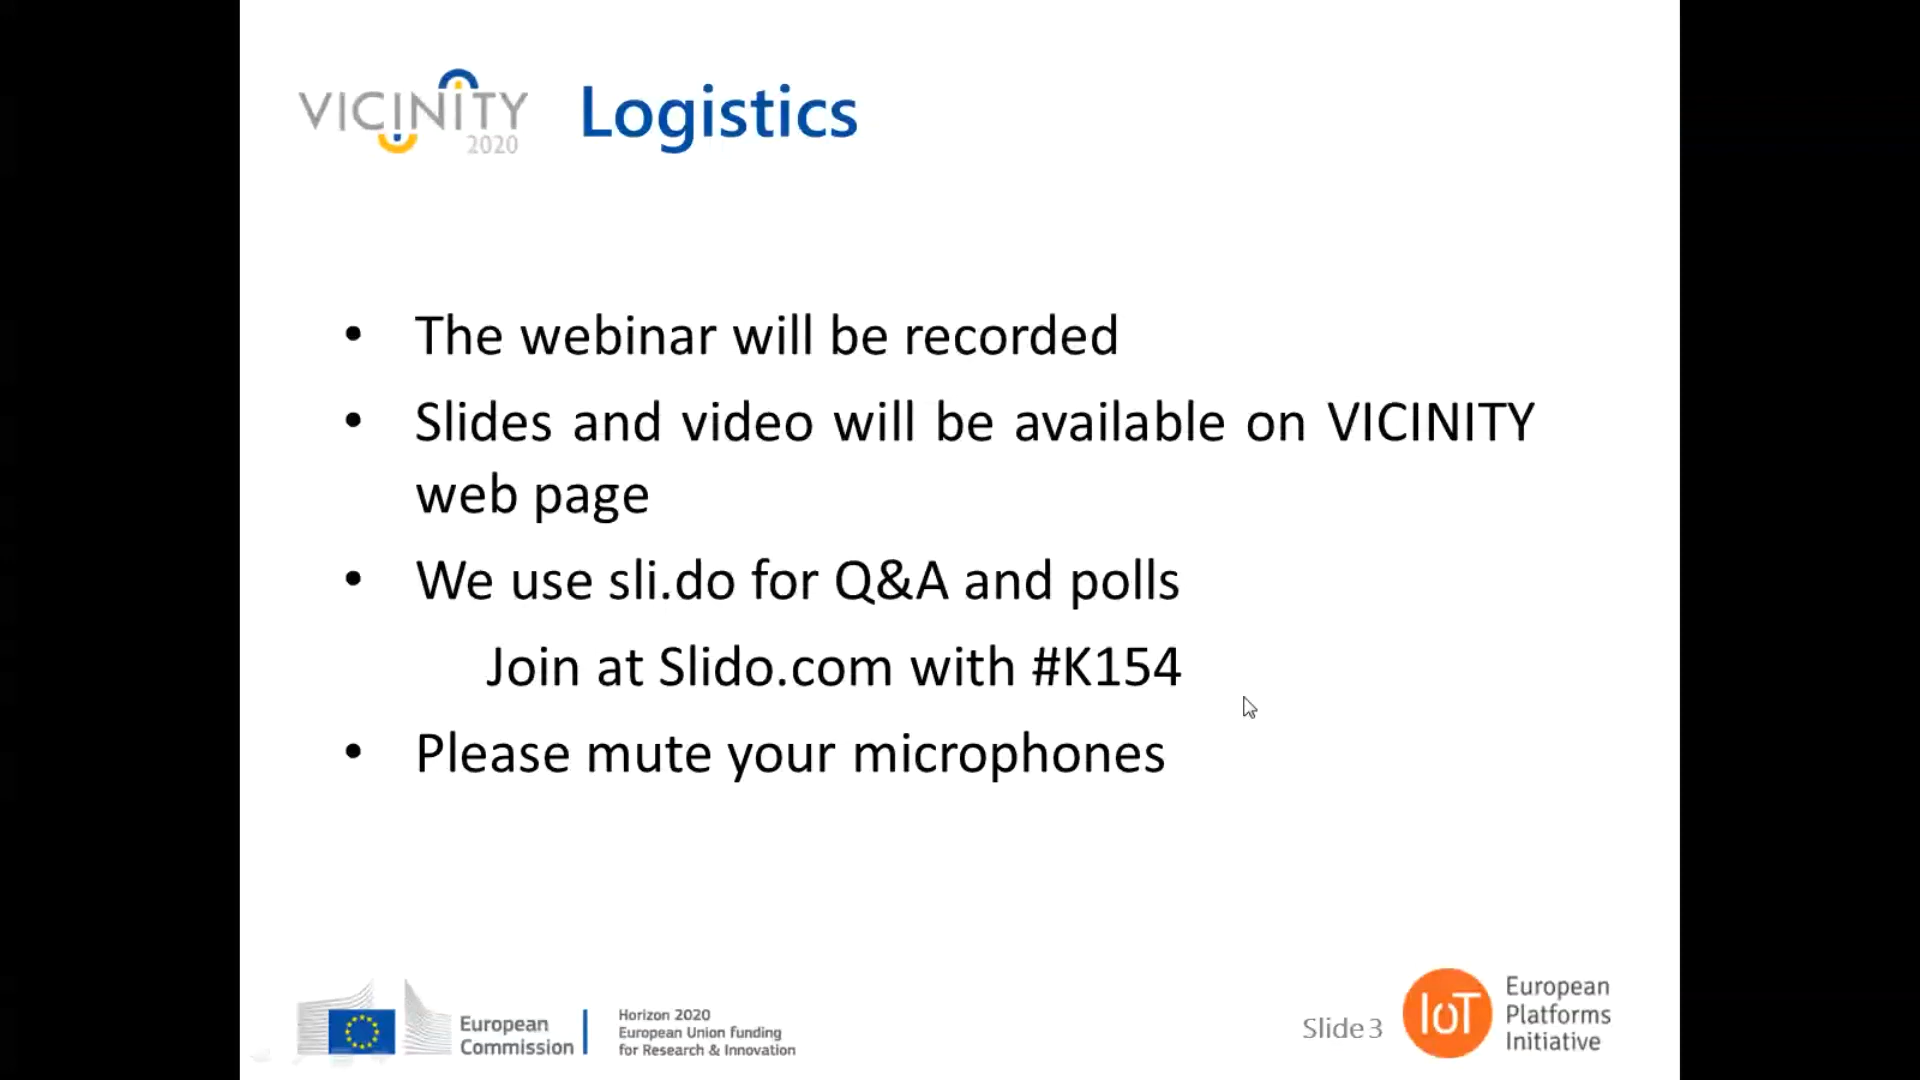 VICINITY
2020
Logistics
• The webinar will be recorded
• Slides and video will be available on VICINITY
web page
• We use sli.do for Q&A and polls
Join at Slido.com with #K154
• Please mute your microphones
European
Commission
Horizon 2020
European Union funding
for Research & Innovation
Slide 3
IoT
European
Platforms
Initiative